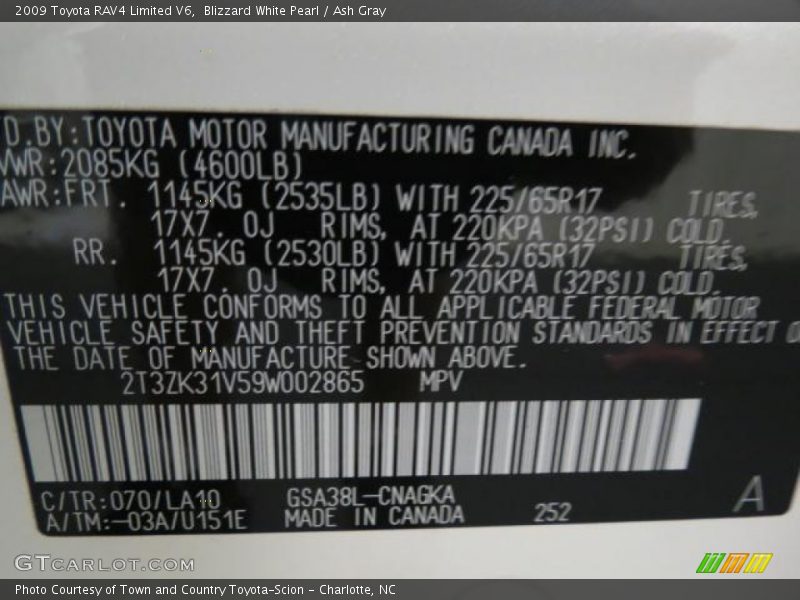 2009 Toyota RAV4 Limited V6,  Blizzard White Pearl / Ash Gray
D.BY:TOYOTA MOTOR MANUFACTURING CANADA INC.
VWR:2085KG (4600LB)
AWR:FRT. 1145KG (2535LB) WITH 225/65R17 TIRES,
17X7.0J RIMS, AT 220KPA (32PSI) COLD.
RR. 1145KG (2530LB) WITH 225/65R17 TIRES,
17X7.0J RIMS, AT 220KPA (32PSI) COLD.
THIS VEHICLE CONFORMS TO ALL APPLICABLE FEDERAL MOTOR
VEHICLE SAFETY AND THEFT PREVENTION STANDARDS IN EFFECT O
THE DATE OF MANUFACTURE SHOWN ABOVE.
2T3ZK31V59W002865 MPV
C/TR:070/LA10 GSA38L-CNAGKA
A/TM:-03A/U151E MADE IN CANADA 252 A
GTCARLOT.COM
Photo Courtesy of Town and Country Toyota-Scion - Charlotte, NC